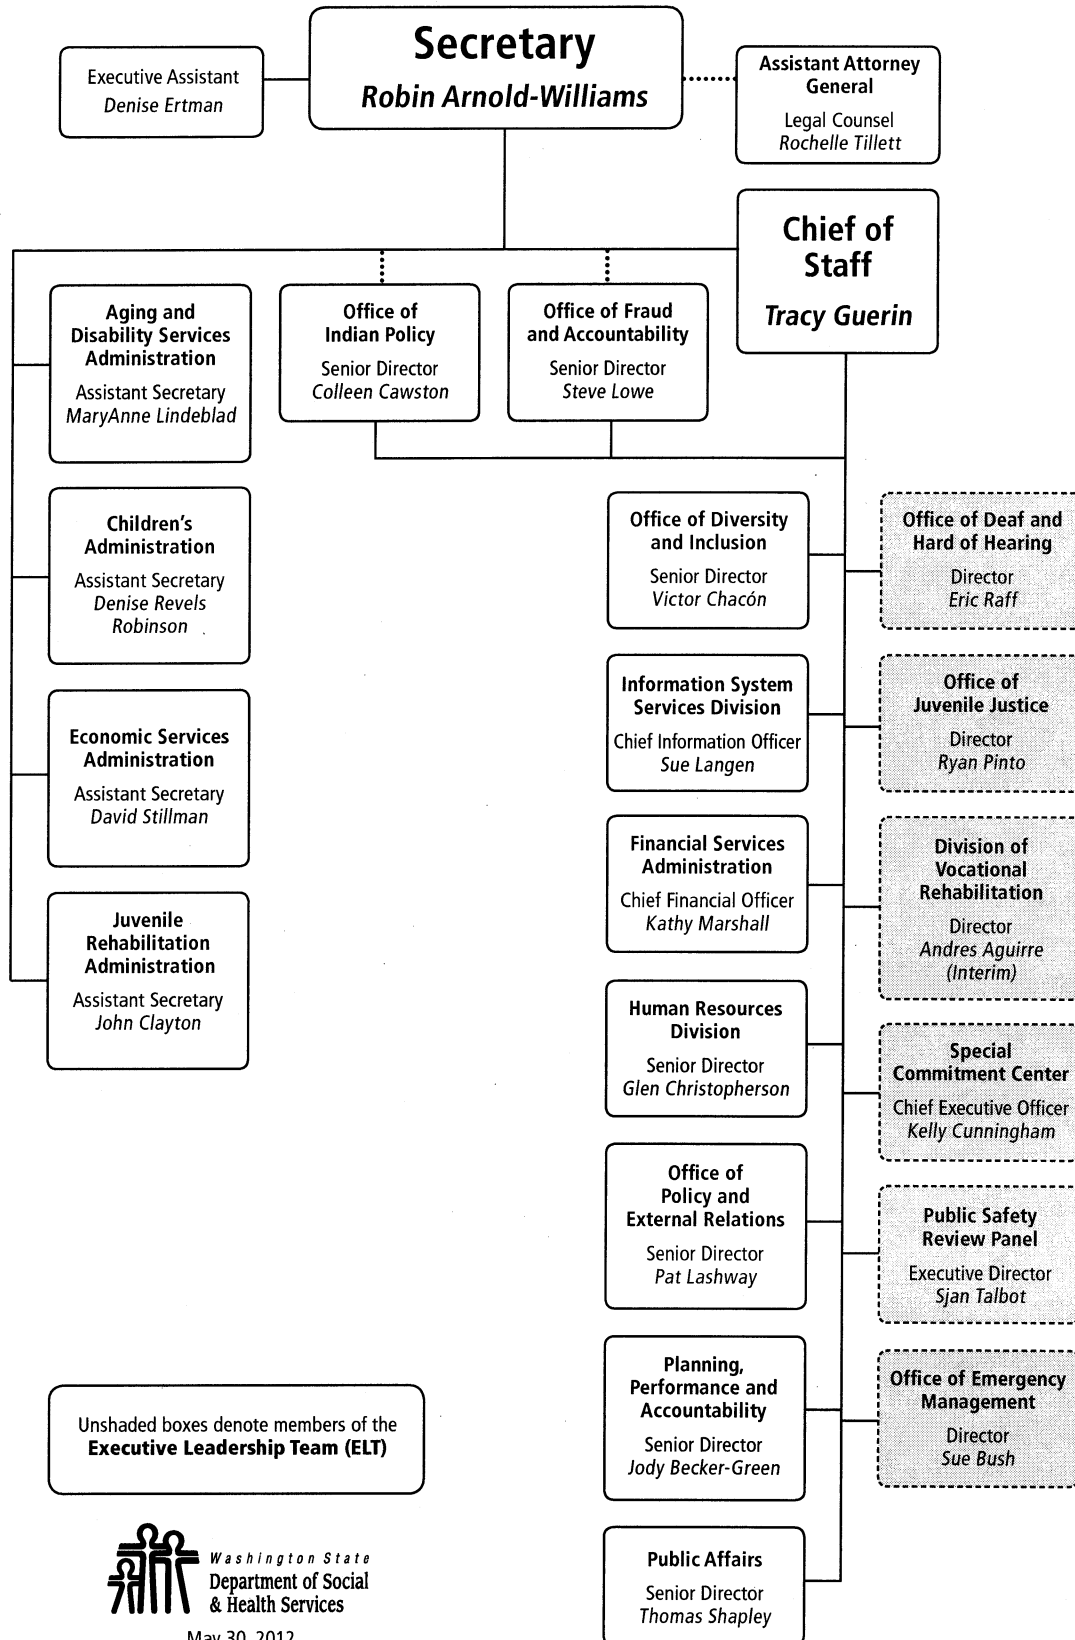 Secretary
Robin Arnold-Williams
Executive Assistant
Denise Ertman
Assistant Attorney
General
Legal Counsel
Rochelle Tillett
Chief of
Staff
Tracy Guerin
Aging and
Disability Services
Administration
Assistant Secretary
MaryAnne Lindeblad
Office of
Indian Policy
Senior Director
Colleen Cawston
Office of Fraud
and Accountability
Senior Director
Steve Lowe
Children's
Administration
Assistant Secretary
Denise Revels
Robinson
Economic Services
Administration
Assistant Secretary
David Stillman
Juvenile
Rehabilitation
Administration
Assistant Secretary
John Clayton
Office of Diversity
and Inclusion
Senior Director
Victor Chacón
Information System
Services Division
Chief Information Officer
Sue Langen
Financial Services
Administration
Chief Financial Officer
Kathy Marshall
Human Resources
Division
Senior Director
Glen Christopherson
Office of
Policy and
External Relations
Senior Director
Pat Lashway
Planning,
Performance and
Accountability
Senior Director
Jody Becker-Green
Public Affairs
Senior Director
Thomas Shapley
Office of Deaf and
Hard of Hearing
Director
Eric Raff
Office of
Juvenile Justice
Director
Ryan Pinto
Division of
Vocational
Rehabilitation
Director
Andres Aguirre
(Interim)
Special
Commitment Center
Chief Executive Officer
Kelly Cunningham
Public Safety
Review Panel
Executive Director
Sjan Talbot
Office of Emergency
Management
Director
Sue Bush
Unshaded boxes denote members of the
Executive Leadership Team (ELT)
Washington State
Department of Social
& Health Services
May 30, 2012